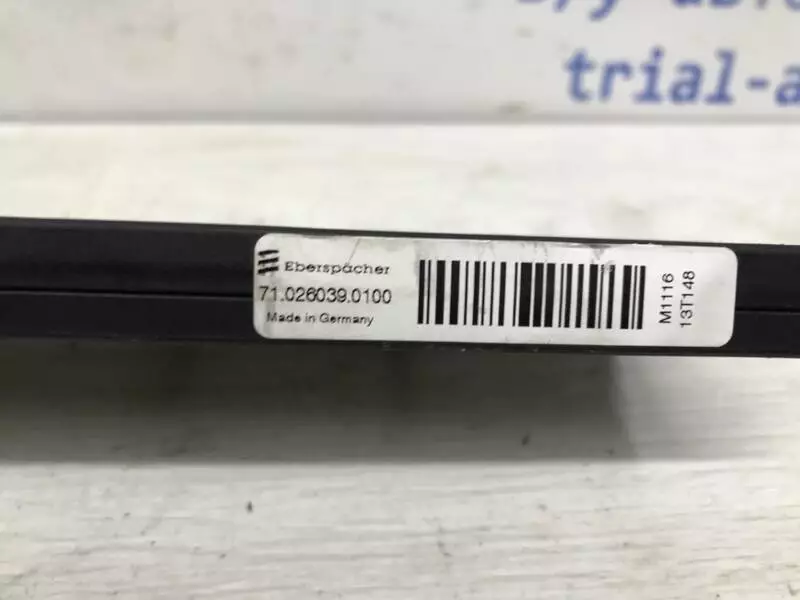 trial-a
Eberspächer
71.026039.0100
Made in Germany
M1116
13T148